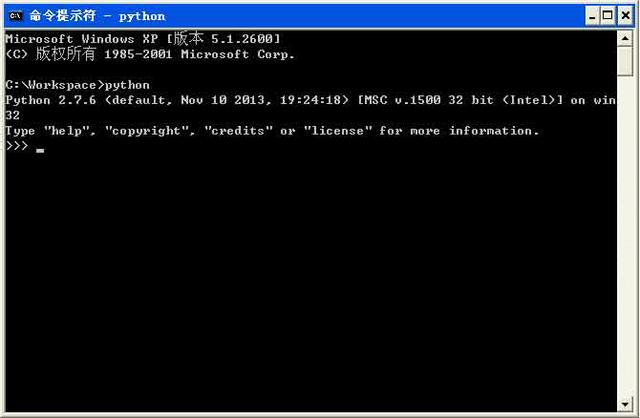 命令提示符 - python
Microsoft Windows XP [版本 5.1.2600]
(C) 版权所有 1985-2001 Microsoft Corp.
C:\Workspace>python
Python 2.7.6 (default, Nov 10 2013, 19:24:18) [MSC v.1500 32 bit (Intel)] on win
32
Type "help", "copyright", "credits" or "license" for more information.
>>> _